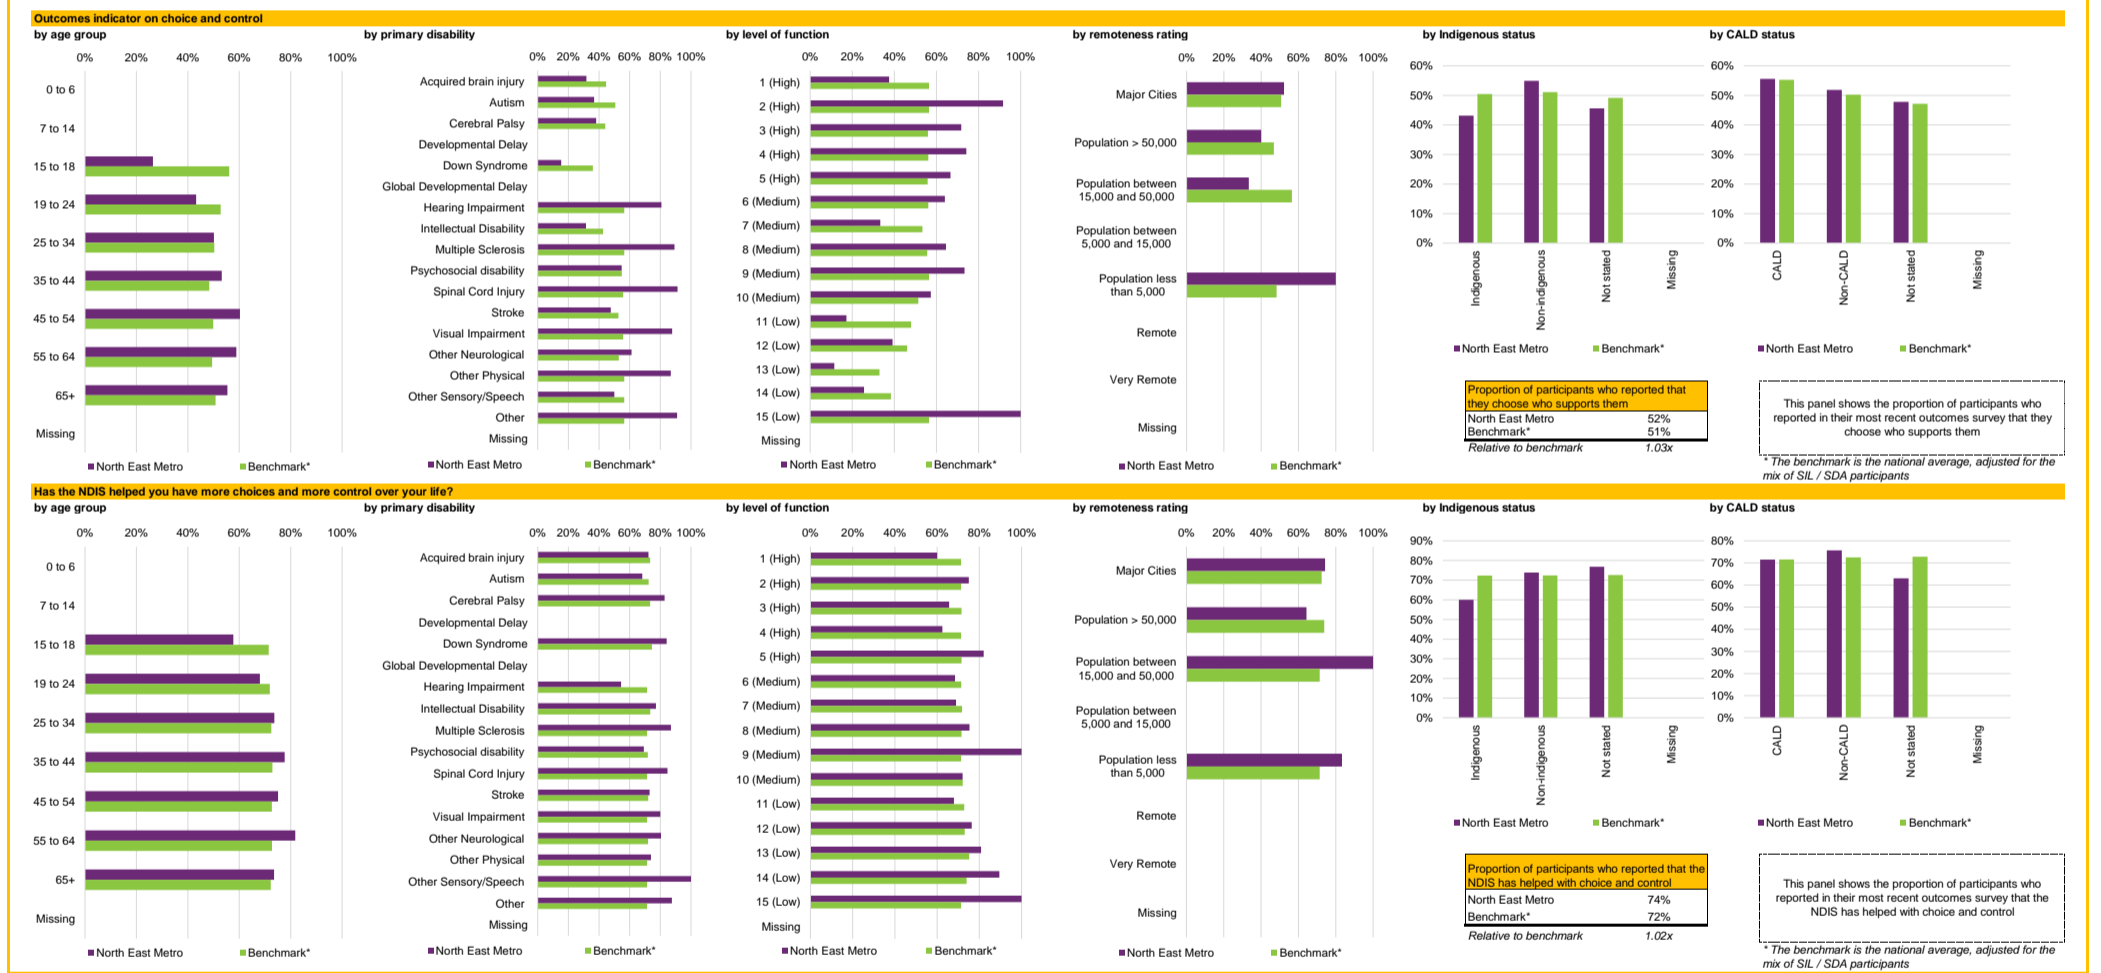 Outcomes indicator on choice and control
by age group
0% 20% 40% 60% 80% 100%
0 to 6
7 to 14
15 to 18
19 to 24
25 to 34
35 to 44
45 to 54
55 to 64
65+
Missing
North East Metro Benchmark*
by primary disability
0% 20% 40% 60% 80% 100%
Acquired brain injury
Autism
Cerebral Palsy
Developmental Delay
Down Syndrome
Global Developmental Delay
Hearing Impairment
Intellectual Disability
Multiple Sclerosis
Psychosocial disability
Spinal Cord Injury
Stroke
Visual Impairment
Other Neurological
Other Physical
Other Sensory/Speech
Other
Missing
North East Metro Benchmark*
by level of function
0% 20% 40% 60% 80% 100%
1 (High)
2 (High)
3 (High)
4 (High)
5 (High)
6 (Medium)
7 (Medium)
8 (Medium)
9 (Medium)
10 (Medium)
11 (Low)
12 (Low)
13 (Low)
14 (Low)
15 (Low)
Missing
North East Metro Benchmark*
by remoteness rating
0% 20% 40% 60% 80% 100%
Major Cities
Population > 50,000
Population between
15,000 and 50,000
Population between
5,000 and 15,000
Population less
than 5,000
Remote
Very Remote
Missing
North East Metro Benchmark*
by Indigenous status
60%
50%
40%
30%
20%
10%
0%
Indigenous
Non-indigenous
Not stated
Missing
North East Metro Benchmark*
Proportion of participants who reported that
they choose who supports them
North East Metro 52%
Benchmark* 51%
Relative to benchmark 1.03x
by CALD status
60%
50%
40%
30%
20%
10%
0%
CALD
Non-CALD
Not stated
Missing
North East Metro Benchmark*
This panel shows the proportion of participants who
reported in their most recent outcomes survey that they
choose who supports them
* The benchmark is the national average, adjusted for the
mix of SIL / SDA participants
Has the NDIS helped you have more choices and more control over your life?
by age group
0% 20% 40% 60% 80% 100%
0 to 6
7 to 14
15 to 18
19 to 24
25 to 34
35 to 44
45 to 54
55 to 64
65+
Missing
North East Metro Benchmark*
by primary disability
0% 20% 40% 60% 80% 100%
Acquired brain injury
Autism
Cerebral Palsy
Developmental Delay
Down Syndrome
Global Developmental Delay
Hearing Impairment
Intellectual Disability
Multiple Sclerosis
Psychosocial disability
Spinal Cord Injury
Stroke
Visual Impairment
Other Neurological
Other Physical
Other Sensory/Speech
Other
Missing
North East Metro Benchmark*
by level of function
0% 20% 40% 60% 80% 100%
1 (High)
2 (High)
3 (High)
4 (High)
5 (High)
6 (Medium)
7 (Medium)
8 (Medium)
9 (Medium)
10 (Medium)
11 (Low)
12 (Low)
13 (Low)
14 (Low)
15 (Low)
Missing
North East Metro Benchmark*
by remoteness rating
0% 20% 40% 60% 80% 100%
Major Cities
Population > 50,000
Population between
15,000 and 50,000
Population between
5,000 and 15,000
Population less
than 5,000
Remote
Very Remote
Missing
North East Metro Benchmark*
by Indigenous status
90%
80%
70%
60%
50%
40%
30%
20%
10%
0%
Indigenous
Non-indigenous
Not stated
Missing
North East Metro Benchmark*
Proportion of participants who reported that the
NDIS has helped with choice and control
North East Metro 74%
Benchmark* 72%
Relative to benchmark 1.02x
by CALD status
80%
70%
60%
50%
40%
30%
20%
10%
0%
CALD
Non-CALD
Not stated
Missing
North East Metro Benchmark*
This panel shows the proportion of participants who
reported in their most recent outcomes survey that the
NDIS has helped with choice and control
* The benchmark is the national average, adjusted for the
mix of SIL / SDA participants